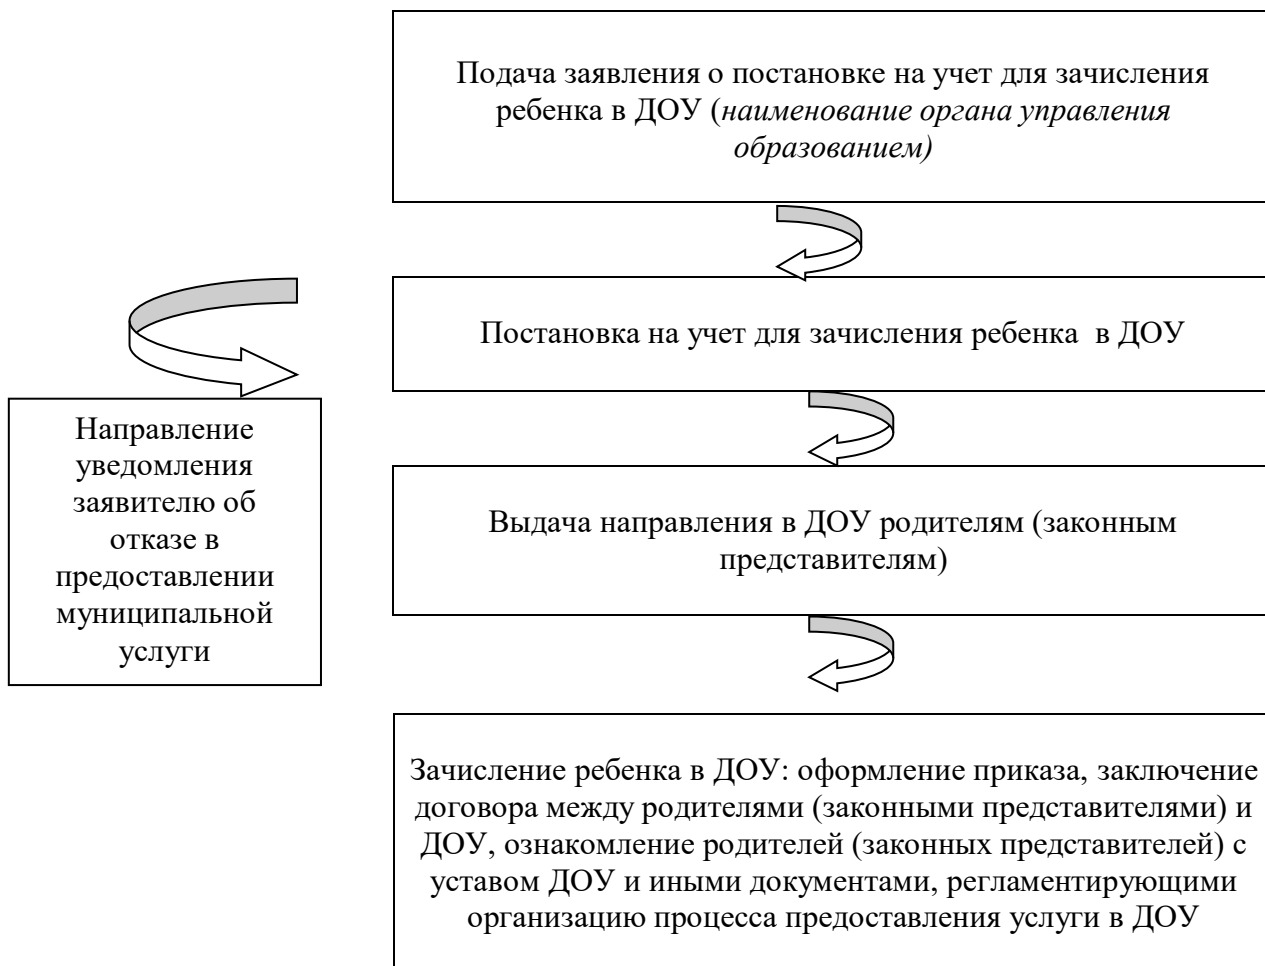 Подача заявления о постановке на учет для зачисления
ребенка в ДОУ (наименование органа управления
образованием)
Постановка на учет для зачисления ребенка  в ДОУ
Направление
уведомления
заявителю об
отказе в
предоставлении
муниципальной
услуги
Выдача направления в ДОУ родителям (законным
представителям)
Зачисление ребенка в ДОУ: оформление приказа, заключение
договора между родителями (законными представителями) и
ДОУ, ознакомление родителей (законных представителей) с
уставом ДОУ и иными документами, регламентирующими
организацию процесса предоставления услуги в ДОУ